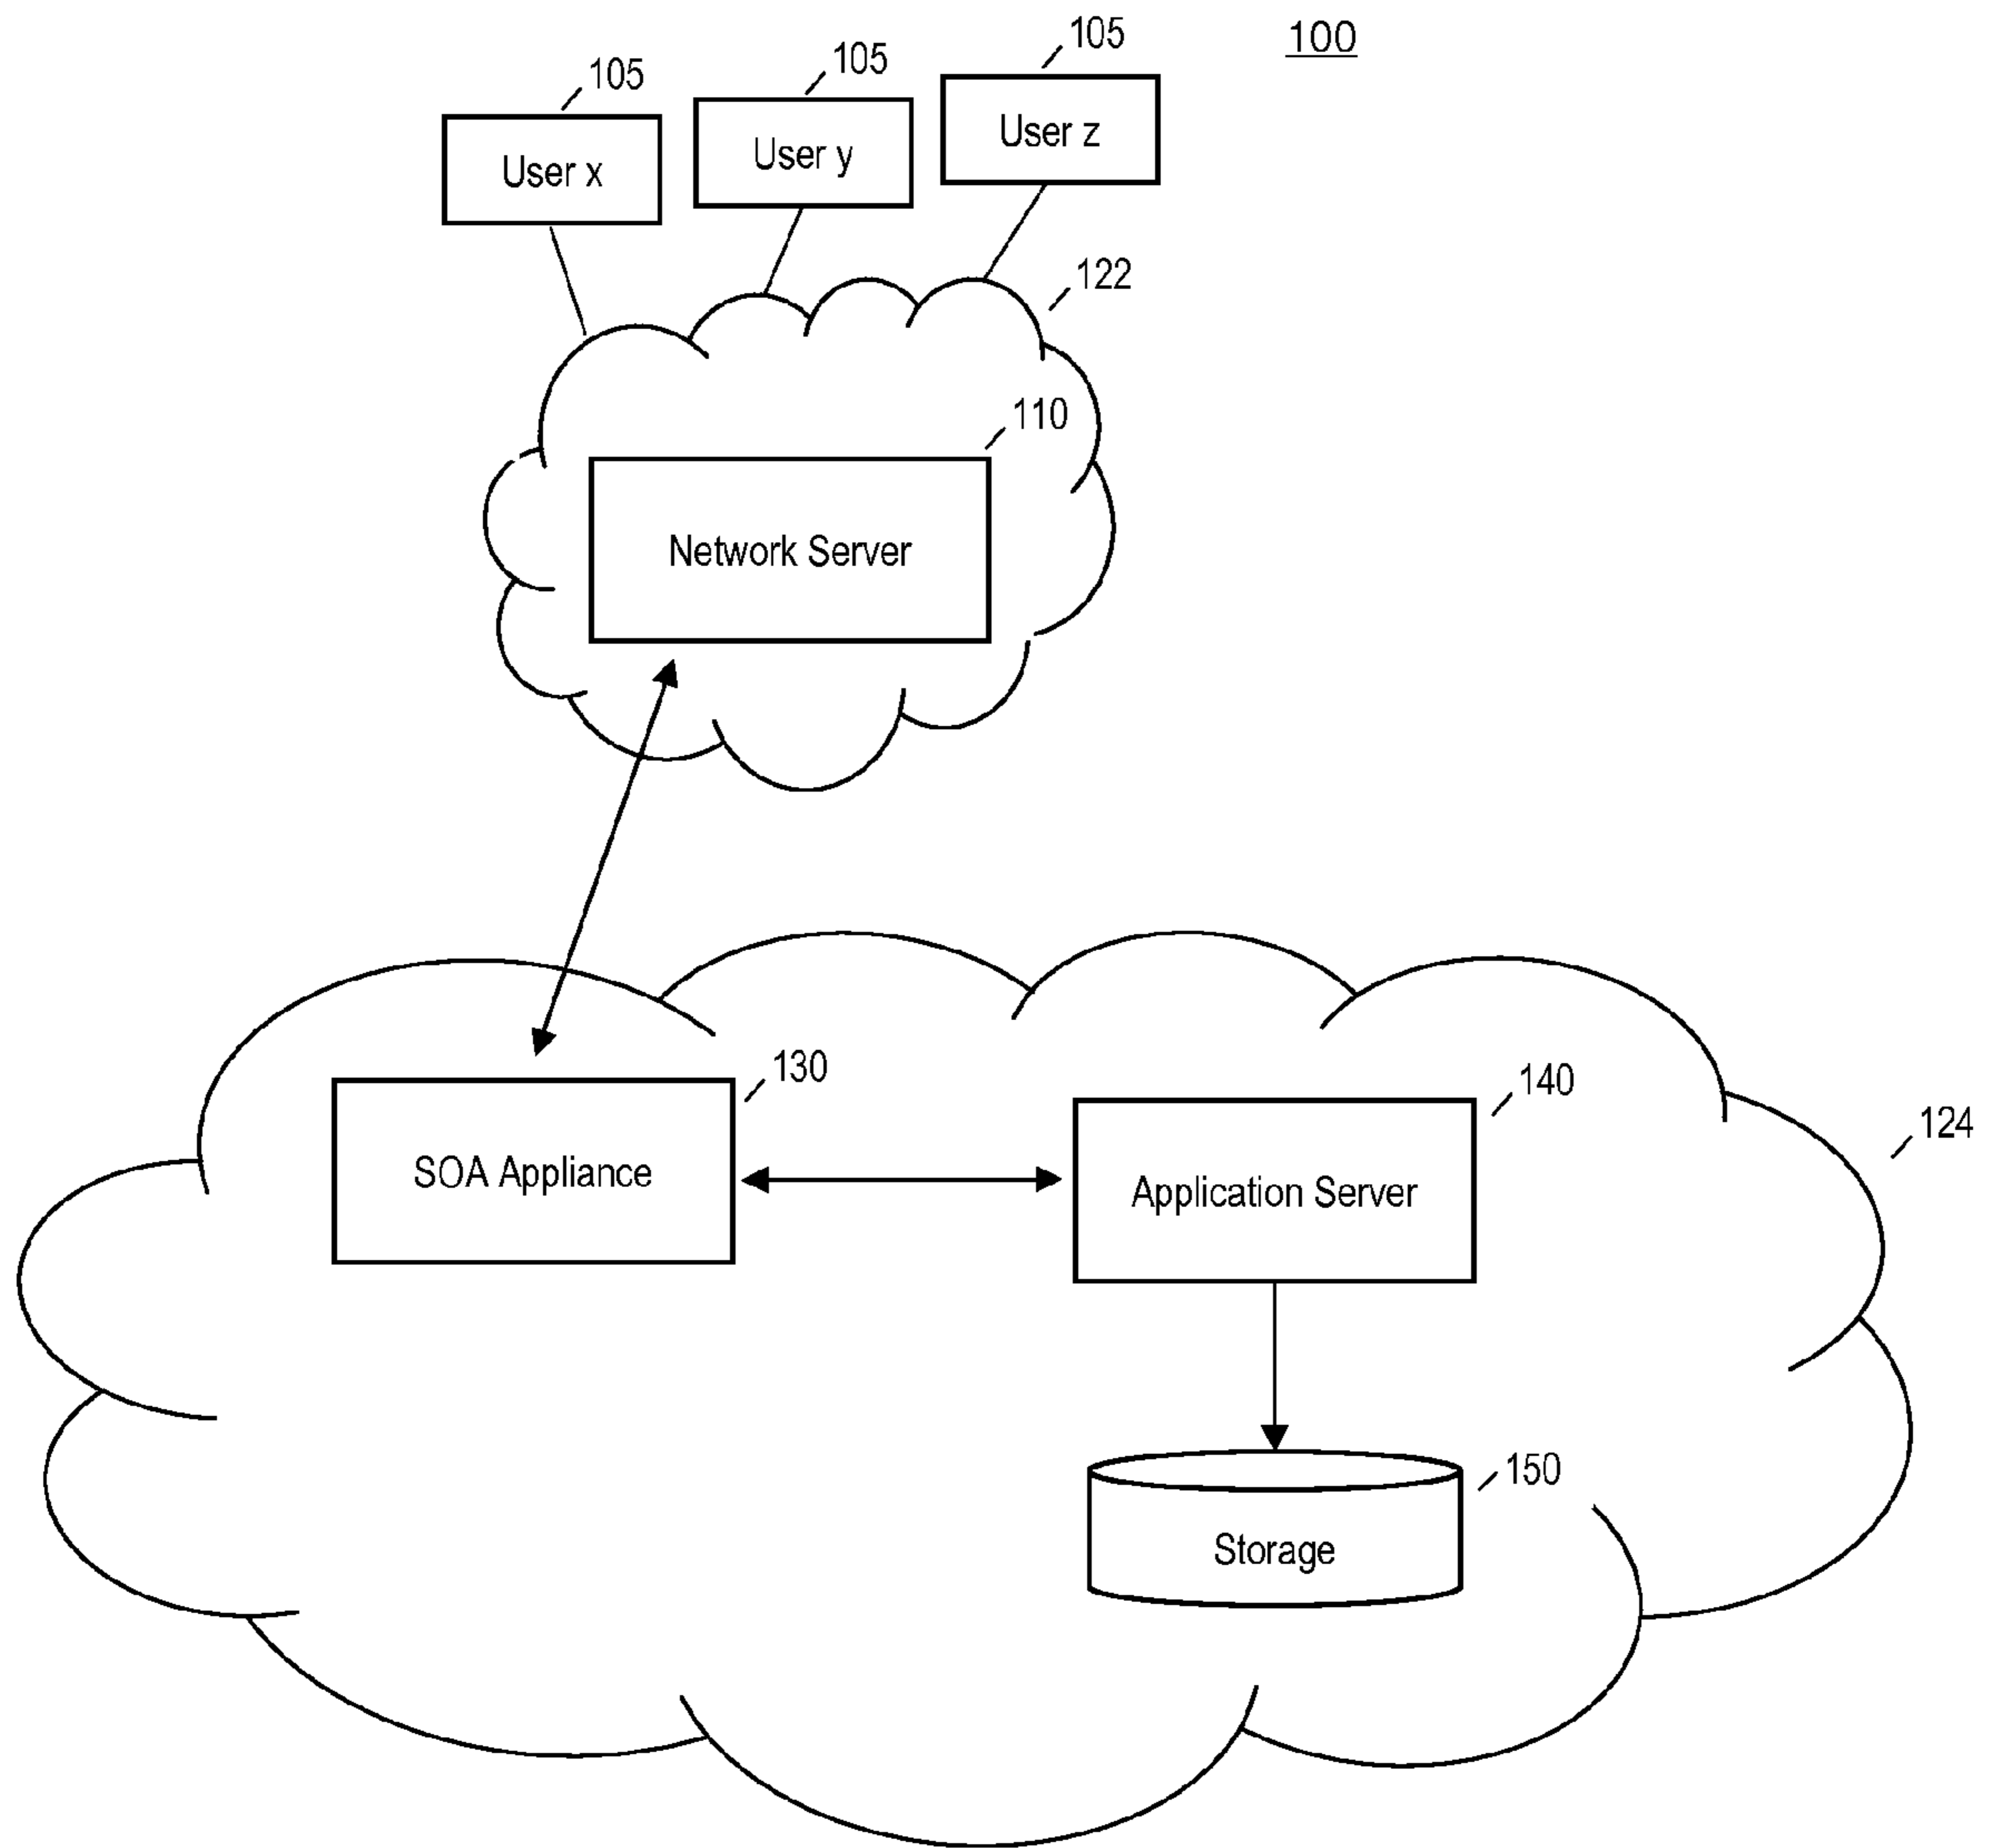 100
105
105
105
User x
User y
User z
122
110
Network Server
130
140
124
SOA Appliance
Application Server
150
Storage